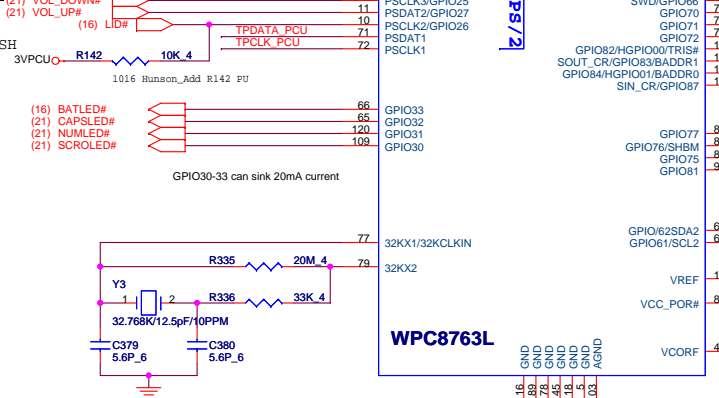 (21) VOL_DOWN#
(21) VOL_UP#
(16) LID#
SH
3VPCU
R142
10K_4
1016 Hunson_Add R142 PU
TPDATA_PCU
TPCLK_PCU
11
10
71
72
PSCLK3/GPIO25
PSDAT2/GPIO27
PSCLK2/GPIO26
PSDAT1
PSCLK1
PS/2
SWD/GPIO66
GPIO70
GPIO71
GPIO72
GPIO82/HGPIO00/TRIS#
SOUT_CR/GPIO83/BADDR1
GPIO84/HGPIO01/BADDR0
SIN_CR/GPIO87
(16) BATLED#
(21) CAPSLED#
(21) NUMLED#
(21) SCROLED#
66
65
120
109
GPIO33
GPIO32
GPIO31
GPIO30
GPIO77
GPIO76/SHBM
GPIO75
GPIO81
GPIO30-33 can sink 20mA current
77
79
32KX1/32KCLKIN
32KX2
GPIO/62SDA2
GPIO61/SCL2
R335
20M_4
R336
33K_4
Y3
1
2
32.768K/12.5pF/10PPM
C379
5.6P_6
C380
5.6P_6
WPC8763L
VREF
VCC_POR#
VCORF
GND
GND
GND
GND
GND
GND
AGND
16
89
78
45
18
5
03